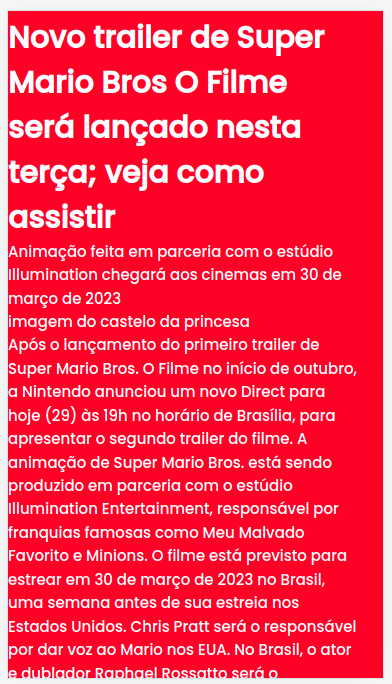 Novo trailer de Super
Mario Bros O Filme
será lançado nesta
terça; veja como
assistir
Animação feita em parceria com o estúdio
Illumination chegará aos cinemas em 30 de
março de 2023
imagem do castelo da princesa
Após o lançamento do primeiro trailer de
Super Mario Bros. O Filme no início de outubro,
a Nintendo anunciou um novo Direct para
hoje (29) às 19h no horário de Brasília, para
apresentar o segundo trailer do filme. A
animação de Super Mario Bros. está sendo
produzido em parceria com o estúdio
Illumination Entertainment, responsável por
franquias famosas como Meu Malvado
Favorito e Minions. O filme está previsto para
estrear em 30 de março de 2023 no Brasil,
uma semana antes de sua estreia nos
Estados Unidos. Chris Pratt será o responsável
por dar voz ao Mario nos EUA. No Brasil, o ator
e dublador Raphael Rossatto será o